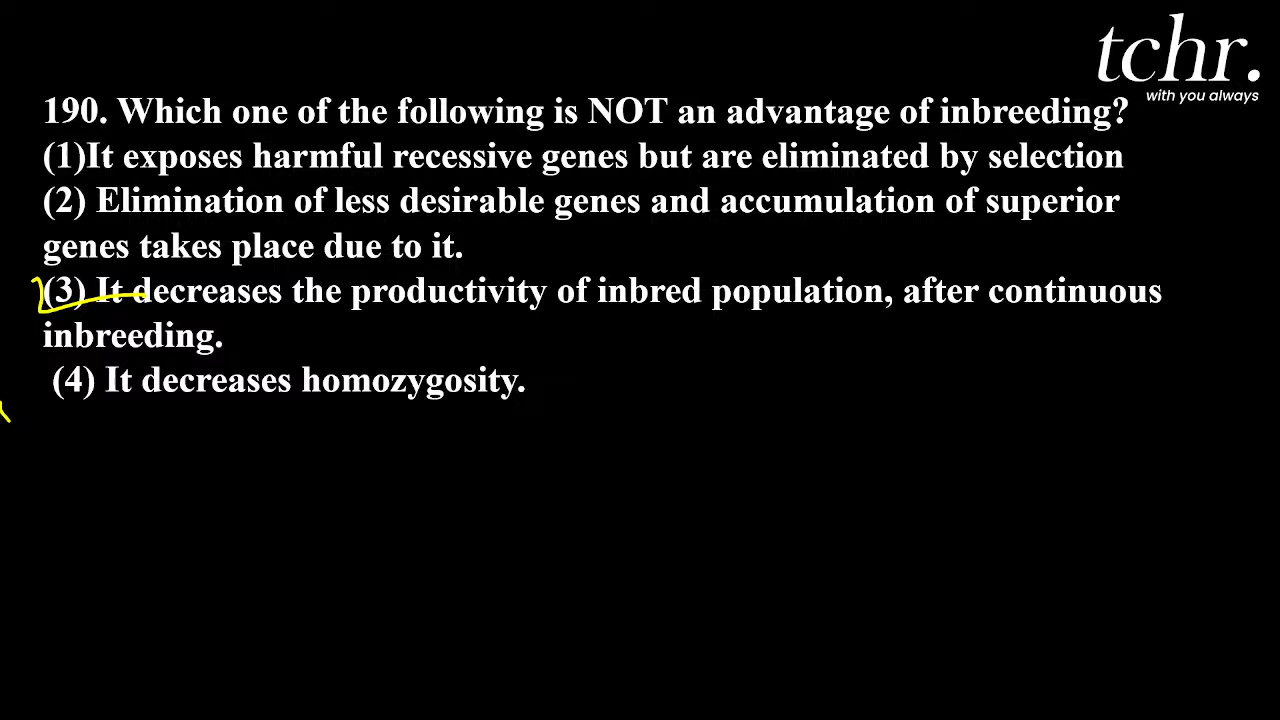 tchr.
with you always
190. Which one of the following is NOT an advantage of inbreeding?
(1)It exposes harmful recessive genes but are eliminated by selection
(2) Elimination of less desirable genes and accumulation of superior
genes takes place due to it.
(3) It decreases the productivity of inbred population, after continuous
inbreeding.
(4) It decreases homozygosity.